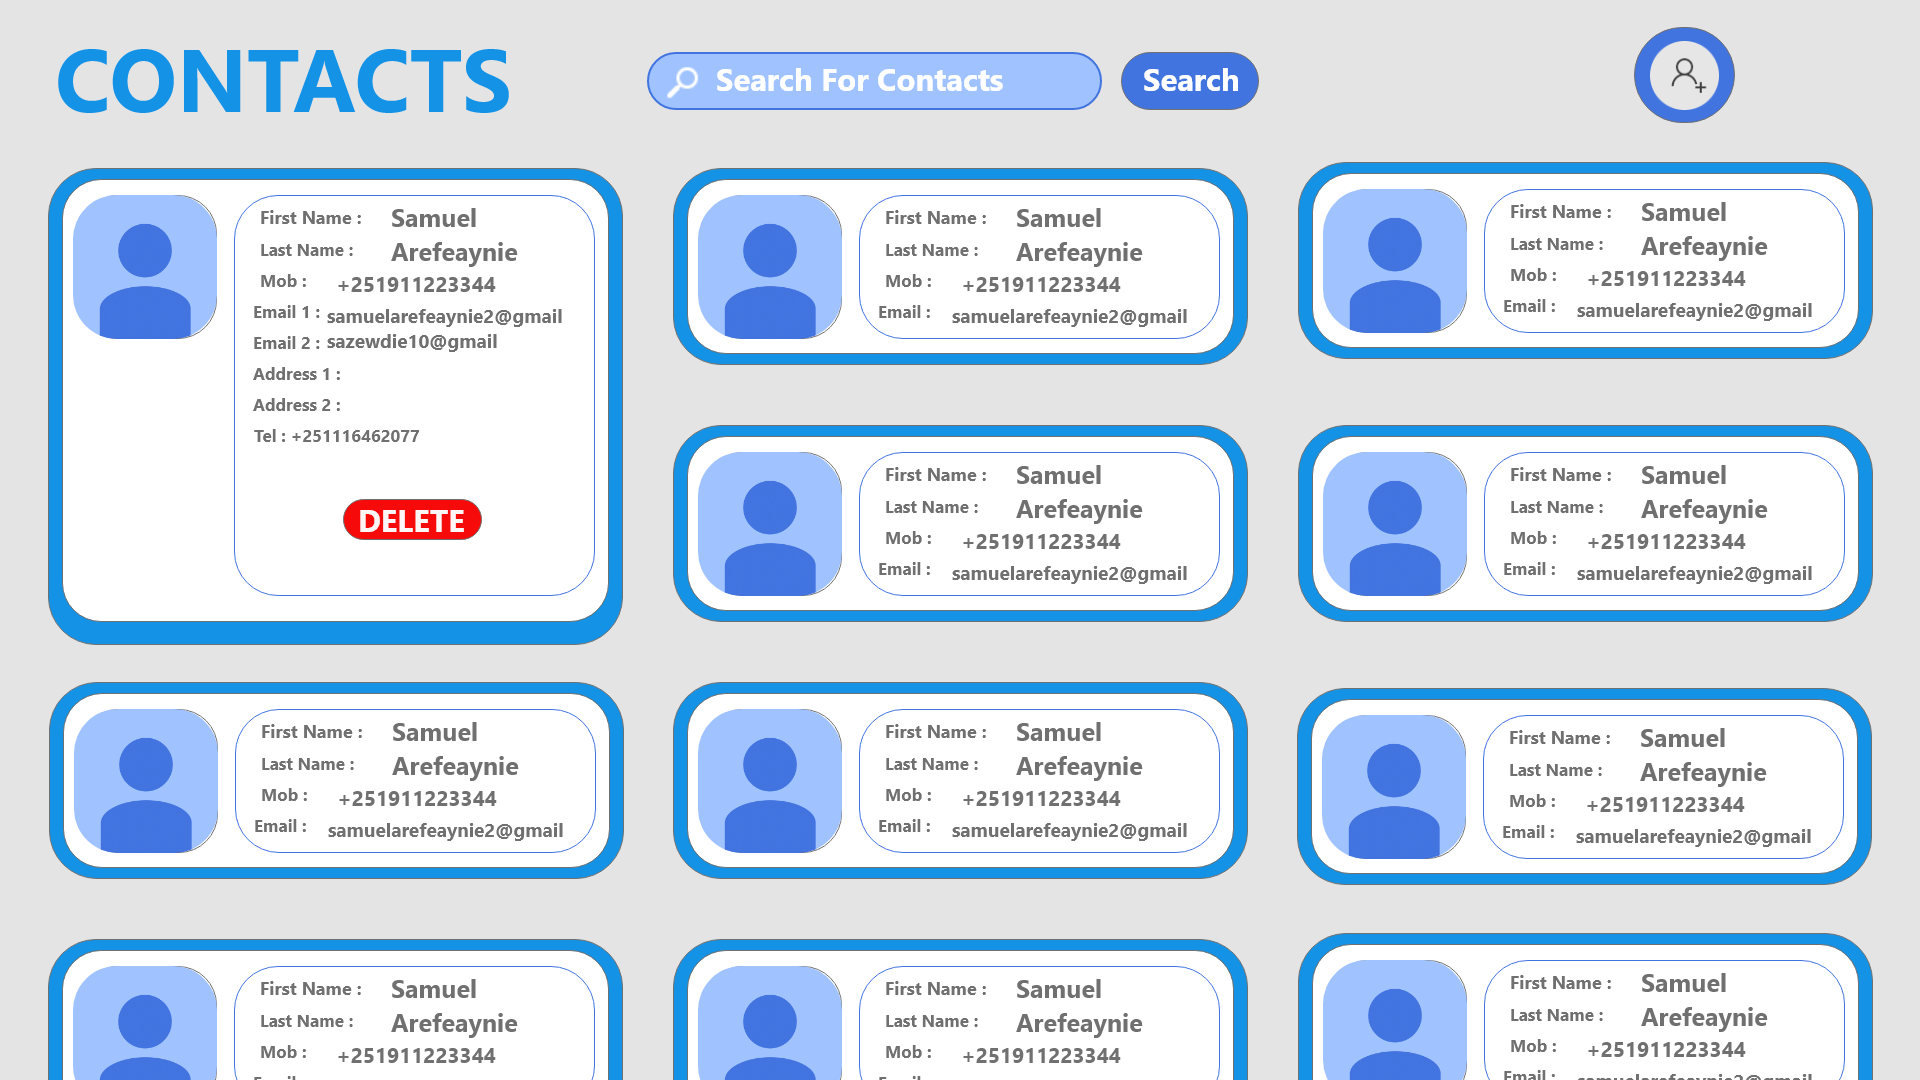 CONTACTS
Search For Contacts
Search
First Name : Samuel
Last Name : Arefeaynie
Mob : +251911223344
Email 1 : samuelarefeaynie2@gmail
Email 2 : sazewdie10@gmail
Address 1 :
Address 2 :
Tel : +251116462077
DELETE
First Name : Samuel
Last Name : Arefeaynie
Mob : +251911223344
Email : samuelarefeaynie2@gmail
First Name : Samuel
Last Name : Arefeaynie
Mob : +251911223344
Email : samuelarefeaynie2@gmail
First Name : Samuel
Last Name : Arefeaynie
Mob : +251911223344
Email : samuelarefeaynie2@gmail
First Name : Samuel
Last Name : Arefeaynie
Mob : +251911223344
Email : samuelarefeaynie2@gmail
First Name : Samuel
Last Name : Arefeaynie
Mob : +251911223344
Email : samuelarefeaynie2@gmail
First Name : Samuel
Last Name : Arefeaynie
Mob : +251911223344
Email : samuelarefeaynie2@gmail
First Name : Samuel
Last Name : Arefeaynie
Mob : +251911223344
Email : samuelarefeaynie2@gmail
First Name : Samuel
Last Name : Arefeaynie
Mob : +251911223344
First Name : Samuel
Last Name : Arefeaynie
Mob : +251911223344
First Name : Samuel
Last Name : Arefeaynie
Mob : +251911223344
Email : samuelarefeaynie2@gmail